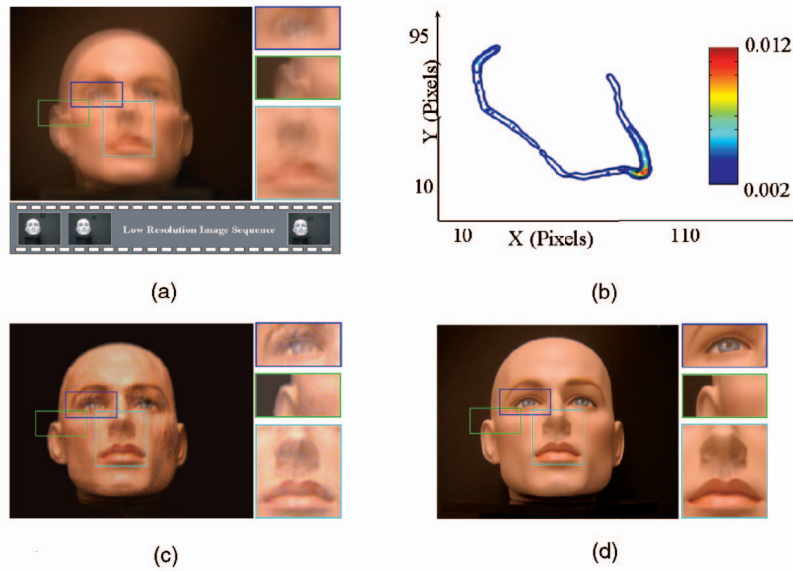 95
Y (Pixels)
10
10
X (Pixels)
110
0.012
0.002
Low Resolution Image Sequence
(a)
(b)
(c)
(d)